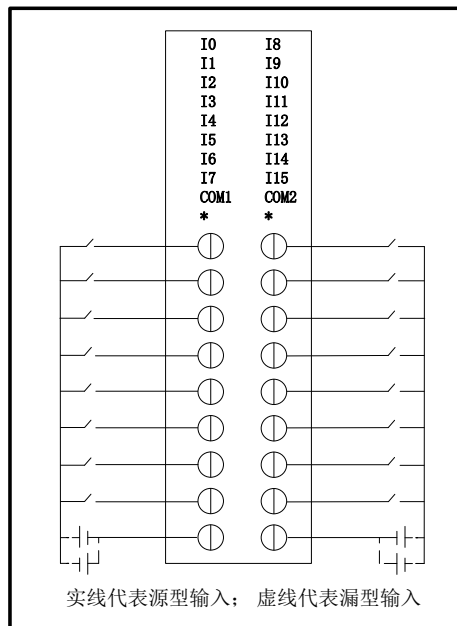 I0 I8
I1 I9
I2 I10
I3 I11
I4 I12
I5 I13
I6 I14
I7 I15
COM1 COM2
* *
实线代表源型输入； 虚线代表漏型输入